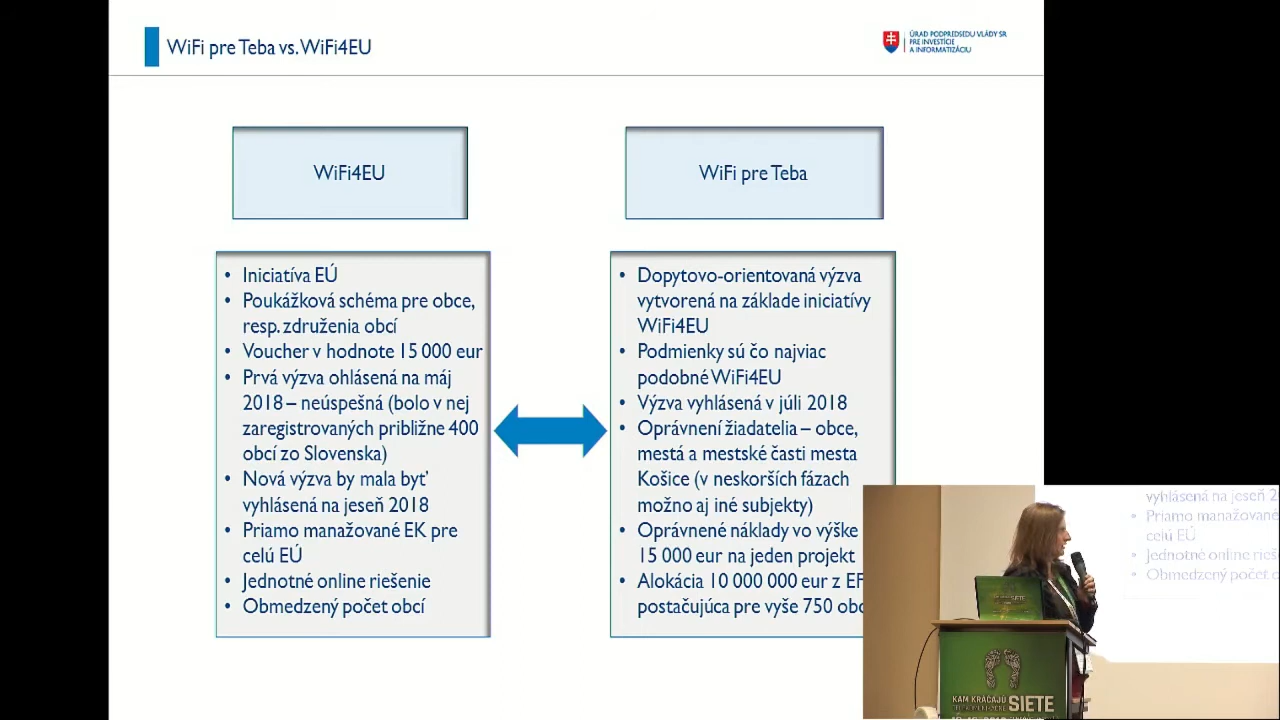 WiFi pre Teba vs. WiFi4EU
ÚRAD PODPREDSEDU VLÁDY SR
PRE INVESTÍCIE
A INFORMATIZÁCIU
WiFi4EU
WiFi pre Teba
• Iniciatíva EÚ
• Poukážková schéma pre obce,
resp. združenia obcí
• Voucher v hodnote 15 000 eur
• Prvá výzva ohlásená na máj
2018 – neúspešná (bolo v nej
zaregistrovaných približne 400
obcí zo Slovenska)
• Nová výzva by mala byť
vyhlásená na jeseň 2018
• Priamo manažované EK pre
celú EÚ
• Jednotné online riešenie
• Obmedzený počet obcí
• Dopytovo-orientovaná výzva
vytvorená na základe iniciatívy
WiFi4EU
• Podmienky sú čo najviac
podobné WiFi4EU
• Výzva vyhlásená v júli 2018
• Oprávnení žiadatelia – obce,
mestá a mestské časti mesta
Košice (v neskorších fázach
možno aj iné subjekty)
• Oprávnené náklady vo výške
15 000 eur na jeden projekt
• Alokácia 10 000 000 eur z
postačujúca pre vyše 750
vyhlásená na jeseň
• Priamo manažované
celú EÚ
• Jednotné online
• Obmedzený počet
SIETE
KAM KRÁČAJÚ
SIETE